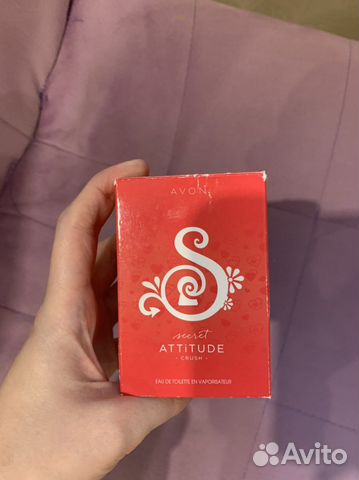 AVON
S
secret
ATTiTUDE
- CRUSH -
EAU DE TOILETTE EN VAPORISATEUR
Avito